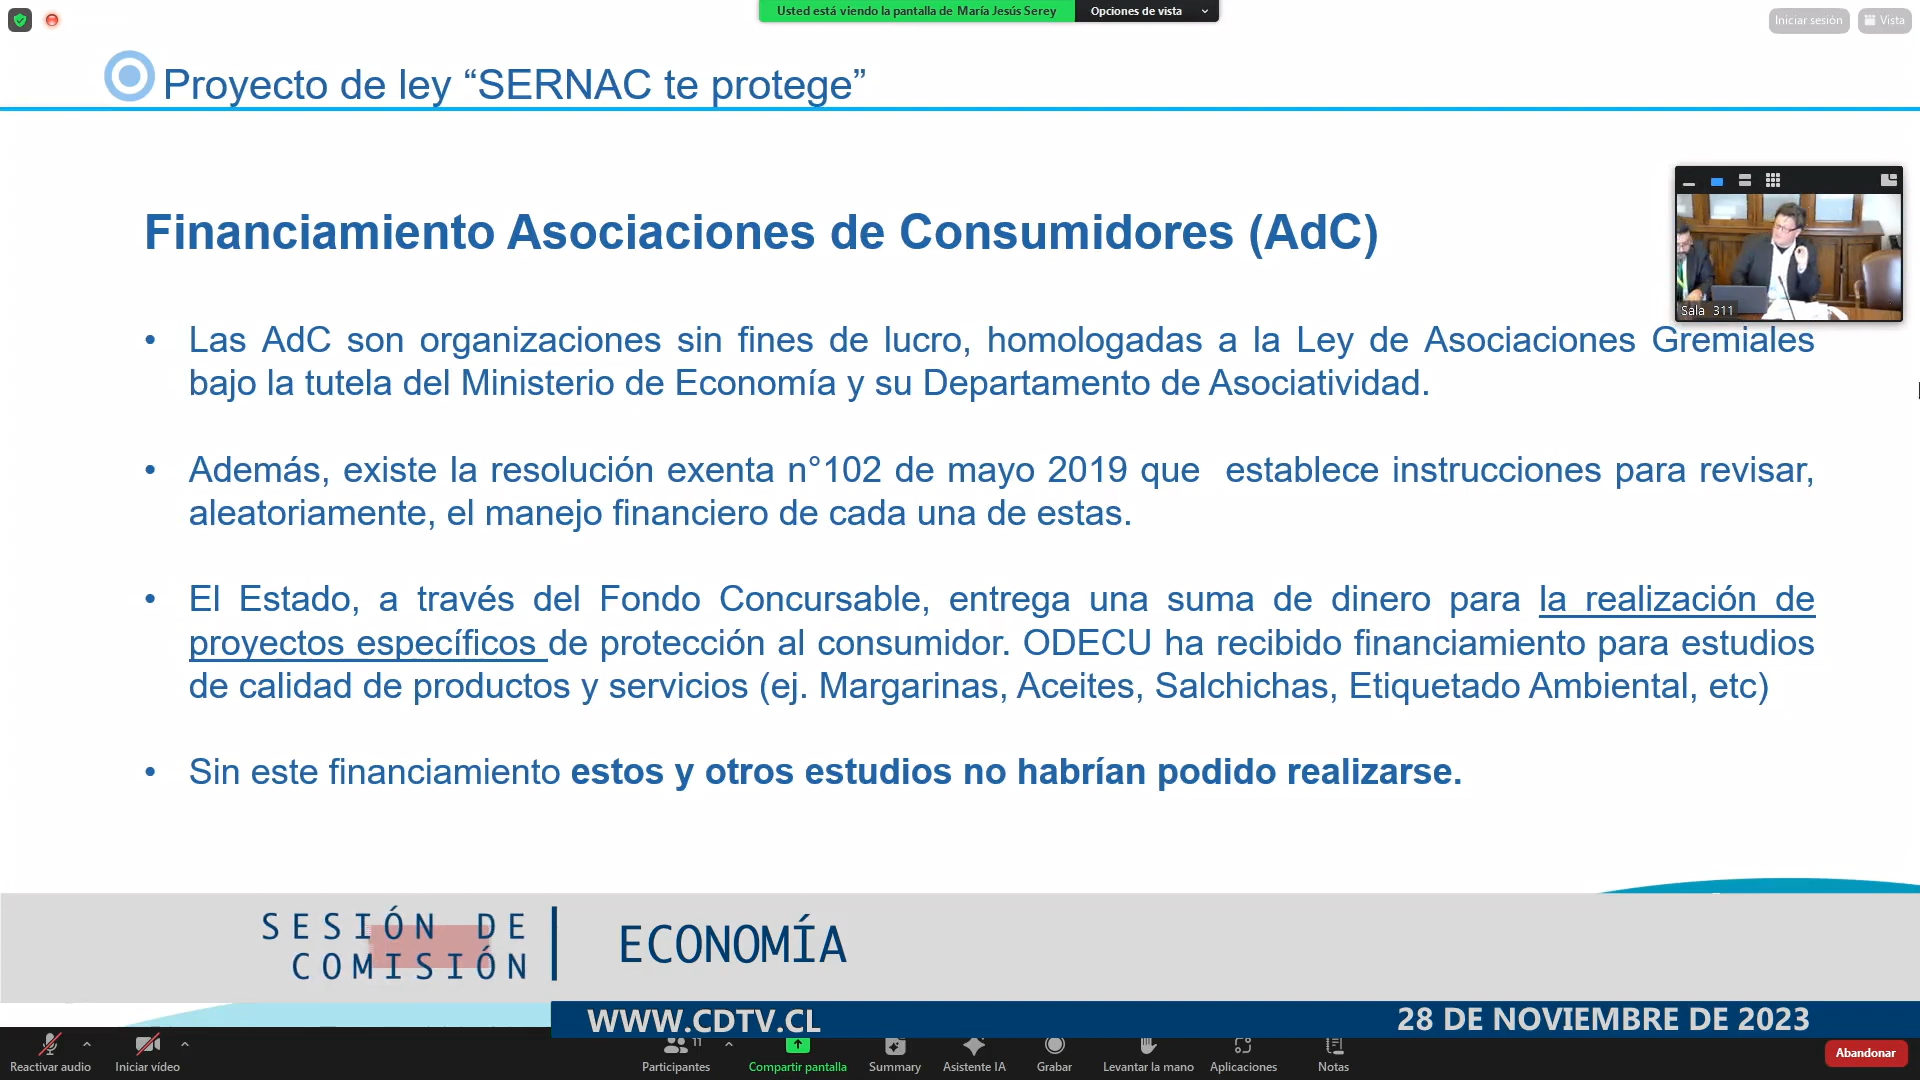 Usted está viendo la pantalla de María Jesús Serey
Opciones de vista
Iniciar sesión
Vista
Proyecto de ley “SERNAC te protege”
Financiamiento Asociaciones de Consumidores (AdC)
Sala 311
• Las AdC son organizaciones sin fines de lucro, homologadas a la Ley de Asociaciones Gremiales
bajo la tutela del Ministerio de Economía y su Departamento de Asociatividad.
• Además, existe la resolución exenta n°102 de mayo 2019 que establece instrucciones para revisar,
aleatoriamente, el manejo financiero de cada una de estas.
• El Estado, a través del Fondo Concursable, entrega una suma de dinero para la realización de
proyectos específicos de protección al consumidor. ODECU ha recibido financiamiento para estudios
de calidad de productos y servicios (ej. Margarinas, Aceites, Salchichas, Etiquetado Ambiental, etc)
• Sin este financiamiento estos y otros estudios no habrían podido realizarse.
SESIÓN DE
COMISIÓN
ECONOMÍA
WWW.CDTV.CL
28 DE NOVIEMBRE DE 2023
Reactivar audio
Iniciar vídeo
Participantes
11
Compartir pantalla
Summary
Asistente IA
Grabar
Levantar la mano
Aplicaciones
Notas
Abandonar